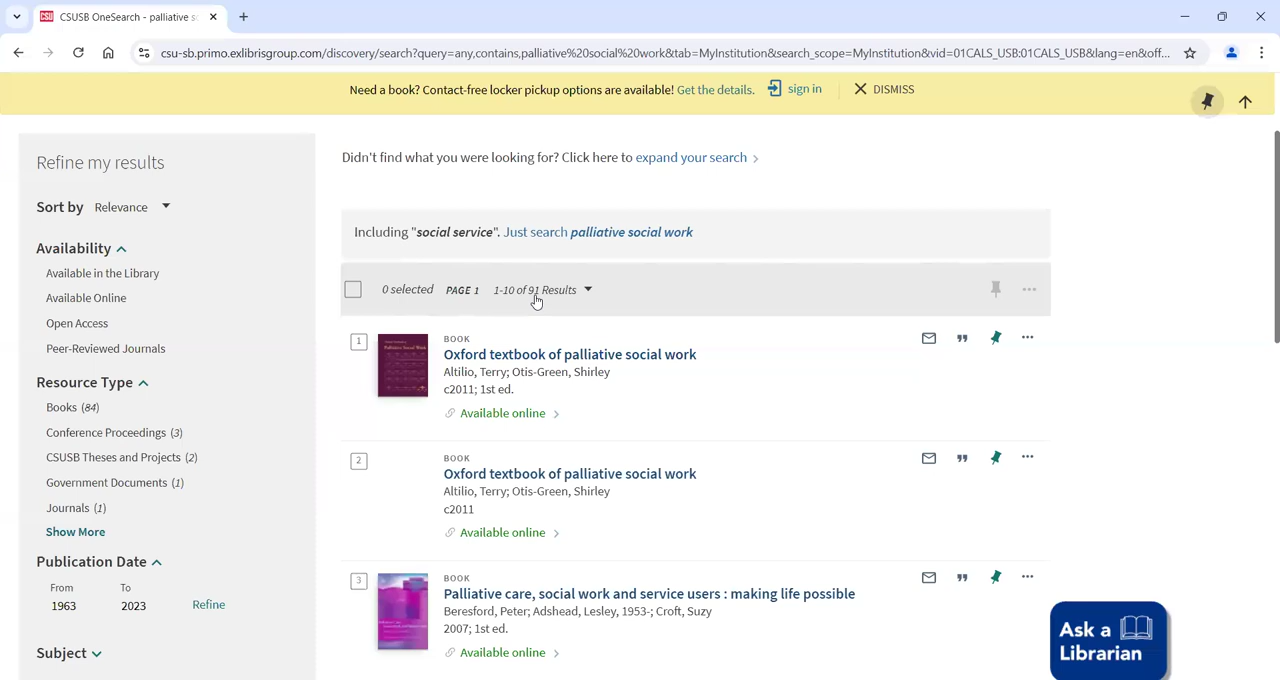 CSU
CSUSB OneSearch - palliative so
csu-sb.primo.exlibrisgroup.com/discovery/search?query=any,contains,palliative%20social%20work&tab=MyInstitution&search_scope=MyInstitution&vid=01CALS_USB:01CALS_USB&lang=en&off...
Need a book? Contact-free locker pickup options are available! Get the details. sign in DISMISS
Refine my results
Sort by Relevance
Availability
Available in the Library
Available Online
Open Access
Peer-Reviewed Journals
Resource Type
Books (84)
Conference Proceedings (3)
CSUSB Theses and Projects (2)
Government Documents (1)
Journals (1)
Show More
Publication Date
From To
1963 2023 Refine
Subject
Didn't find what you were looking for? Click here to expand your search
Including "social service". Just search palliative social work
0 selected PAGE 1 1-10 of 91 Results
1
BOOK
Oxford textbook of palliative social work
Altilio, Terry; Otis-Green, Shirley
c2011; 1st ed.
Available online
2
BOOK
Oxford textbook of palliative social work
Altilio, Terry; Otis-Green, Shirley
c2011
Available online
3
BOOK
Palliative care, social work and service users : making life possible
Beresford, Peter; Adshead, Lesley, 1953-; Croft, Suzy
2007; 1st ed.
Available online
Ask a
Librarian